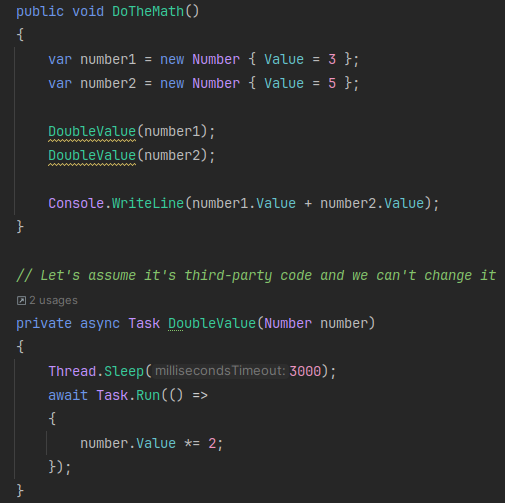 public void DoTheMath()
{
    var number1 = new Number { Value = 3 };
    var number2 = new Number { Value = 5 };

    DoubleValue(number1);
    DoubleValue(number2);

    Console.WriteLine(number1.Value + number2.Value);
}

// Let's assume it's third-party code and we can't change it
2 usages
private async Task DoubleValue(Number number)
{
    Thread.Sleep(millisecondsTimeout: 3000);
    await Task.Run(() =>
    {
        number.Value *= 2;
    });
}